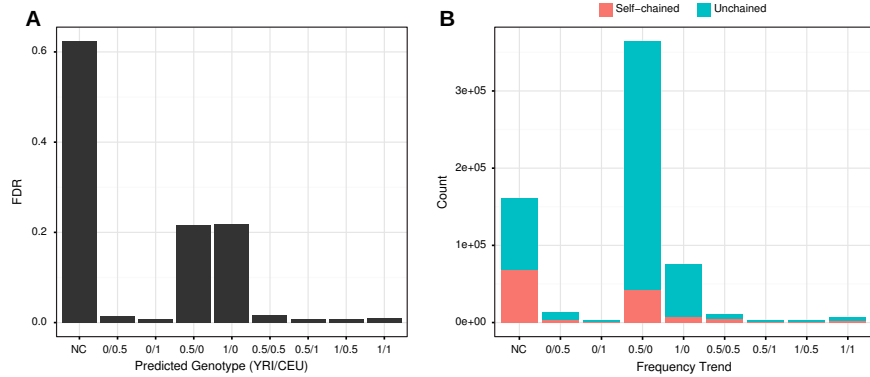 A
FDR
0.6
0.4
0.2
0.0
NC 0/0.5 0/1 0.5/0 1/0 0.5/0.5 0.5/1 1/0.5 1/1
Predicted Genotype (YRI/CEU)
B
Self−chained Unchained
Count
3e+05
2e+05
1e+05
0e+00
NC 0/0.5 0/1 0.5/0 1/0 0.5/0.5 0.5/1 1/0.5 1/1
Frequency Trend